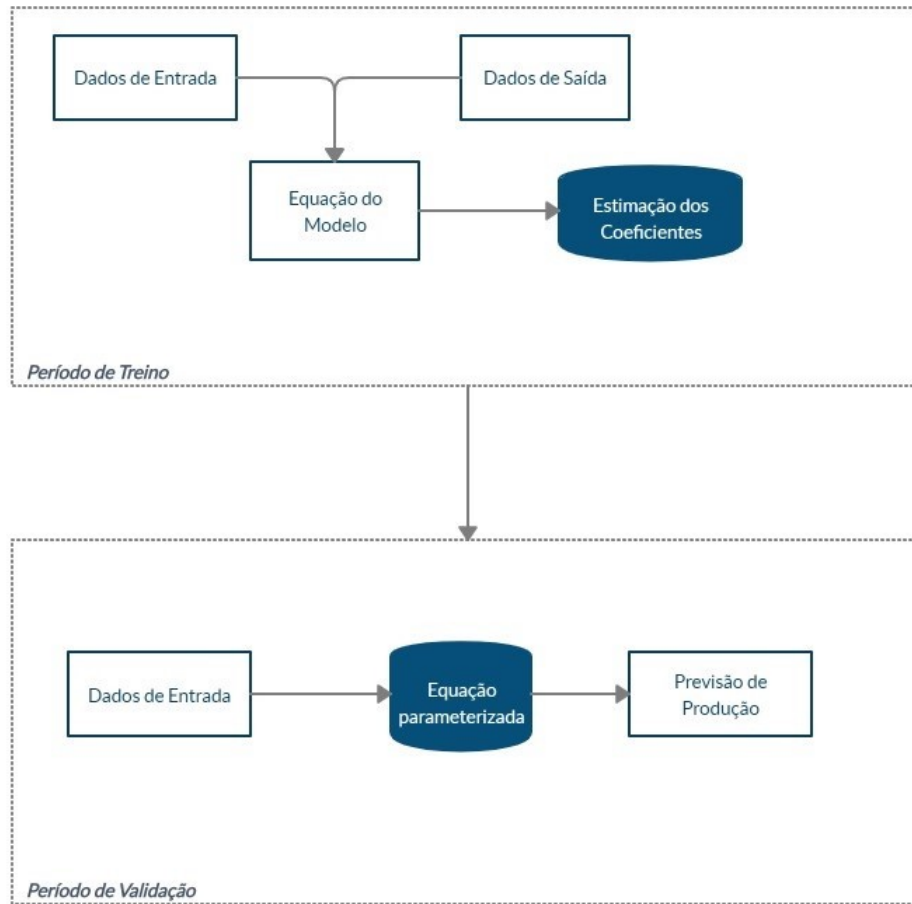 Dados de Entrada
Dados de Saída
Equação do
Modelo
Estimação dos
Coeficientes
Período de Treino
Dados de Entrada
Equação
parameterizada
Previsão de
Produção
Período de Validação